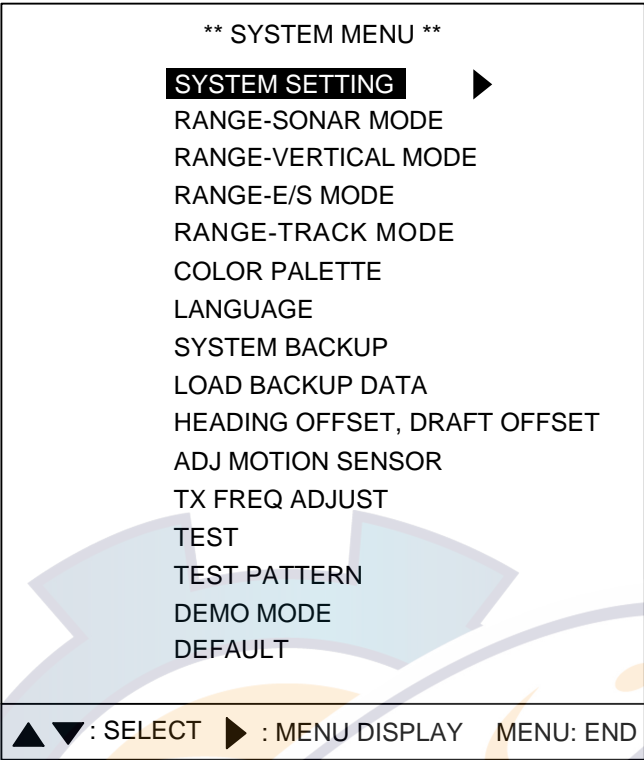 ** SYSTEM MENU **
SYSTEM SETTING ▶
RANGE-SONAR MODE
RANGE-VERTICAL MODE
RANGE-E/S MODE
RANGE-TRACK MODE
COLOR PALETTE
LANGUAGE
SYSTEM BACKUP
LOAD BACKUP DATA
HEADING OFFSET, DRAFT OFFSET
ADJ MOTION SENSOR
TX FREQ ADJUST
TEST
TEST PATTERN
DEMO MODE
DEFAULT
▲ ▼ : SELECT ▶ : MENU DISPLAY MENU: END